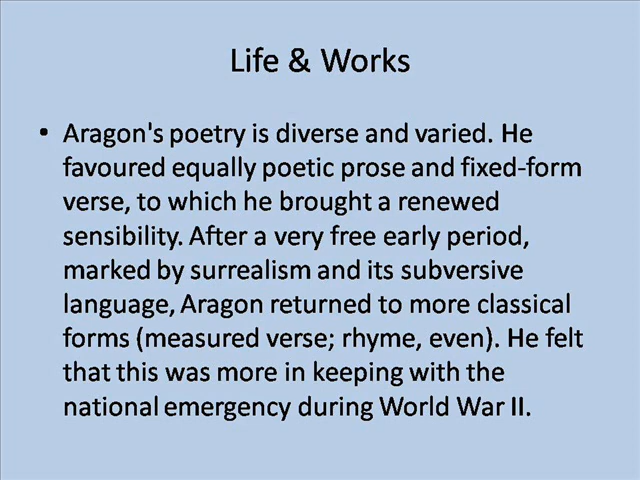 Life & Works
• Aragon's poetry is diverse and varied. He
favoured equally poetic prose and fixed-form
verse, to which he brought a renewed
sensibility. After a very free early period,
marked by surrealism and its subversive
language, Aragon returned to more classical
forms (measured verse; rhyme, even). He felt
that this was more in keeping with the
national emergency during World War II.